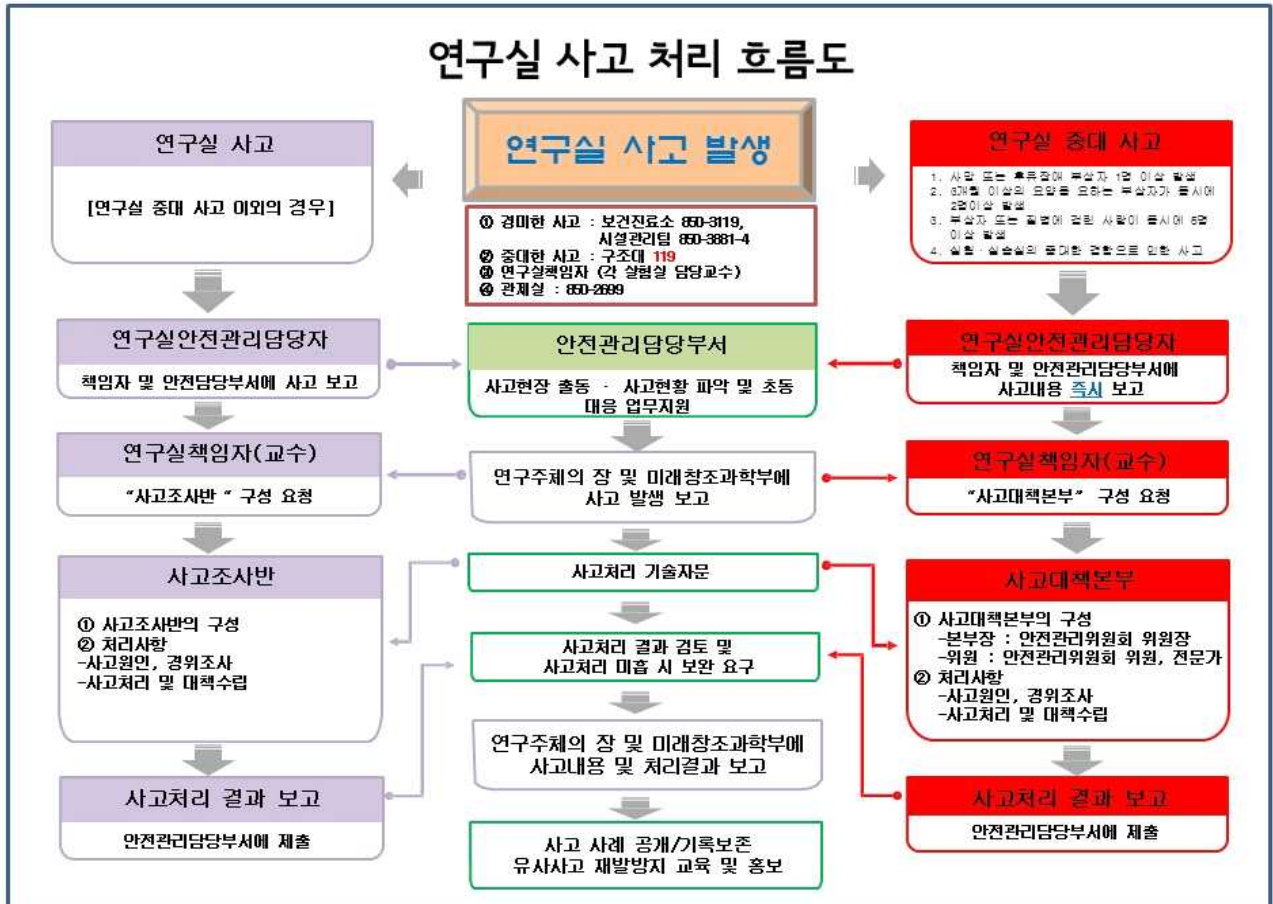 연구실 사고 처리 흐름도
연구실 사고 발생
① 경미한 사고 : 보건진료소 850-3119,
시설관리팀 850-3881-4
② 중대한 사고 : 구조대 119
③ 연구실책임자 (각 실험실 담당교수)
④ 관제실 : 850-2699
연구실 사고
[연구실 중대 사고 이외의 경우]
연구실안전관리담당자
책임자 및 안전담당부서에 사고 보고
연구실책임자(교수)
“사고조사반 “ 구성 요청
사고조사반
① 사고조사반의 구성
② 처리사항
-사고원인, 경위조사
-사고처리 및 대책수립
사고처리 결과 보고
안전관리담당부서에 제출
안전관리담당부서
사고현장 출동 · 사고현황 파악 및 초동
대응 업무지원
연구주체의 장 및 미래창조과학부에
사고 발생 보고
사고처리 기술자문
사고처리 결과 검토 및
사고처리 미흡 시 보완 요구
연구주체의 장 및 미래창조과학부에
사고내용 및 처리결과 보고
사고 사례 공개/기록보존
유사사고 재발방지 교육 및 홍보
연구실 중대 사고
1. 사망 또는 후유장애 부상자 1명 이상 발생
2. 3개월 이상의 요양을 요하는 부상자가 동시에
2명이상 발생
3. 부상자 또는 질병에 걸린 사람이 동시에 5명
이상 발생
4. 실험·실습실의 중대한 결함으로 인한 사고
연구실안전관리담당자
책임자 및 안전관리담당부서에
사고내용 즉시 보고
연구실책임자(교수)
“사고대책본부” 구성 요청
사고대책본부
① 사고대책본부의 구성
-본부장 : 안전관리위원회 위원장
-위원 : 안전관리위원회 위원, 전문가
② 처리사항
-사고원인, 경위조사
-사고처리 및 대책수립
사고처리 결과 보고
안전관리담당부서에 제출